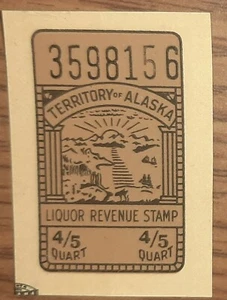 3598156
TERRITORY OF ALASKA
LIQUOR REVENUE STAMP
4/5 4/5
QUART QUART